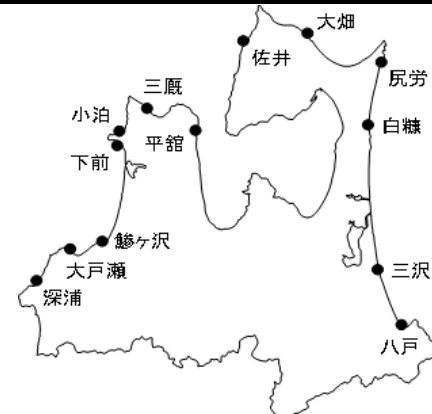 大畑
佐井
尻労
三厩
小泊
平舘
白糠
下前
鰺ヶ沢
大戸瀬
三沢
深浦
八戸